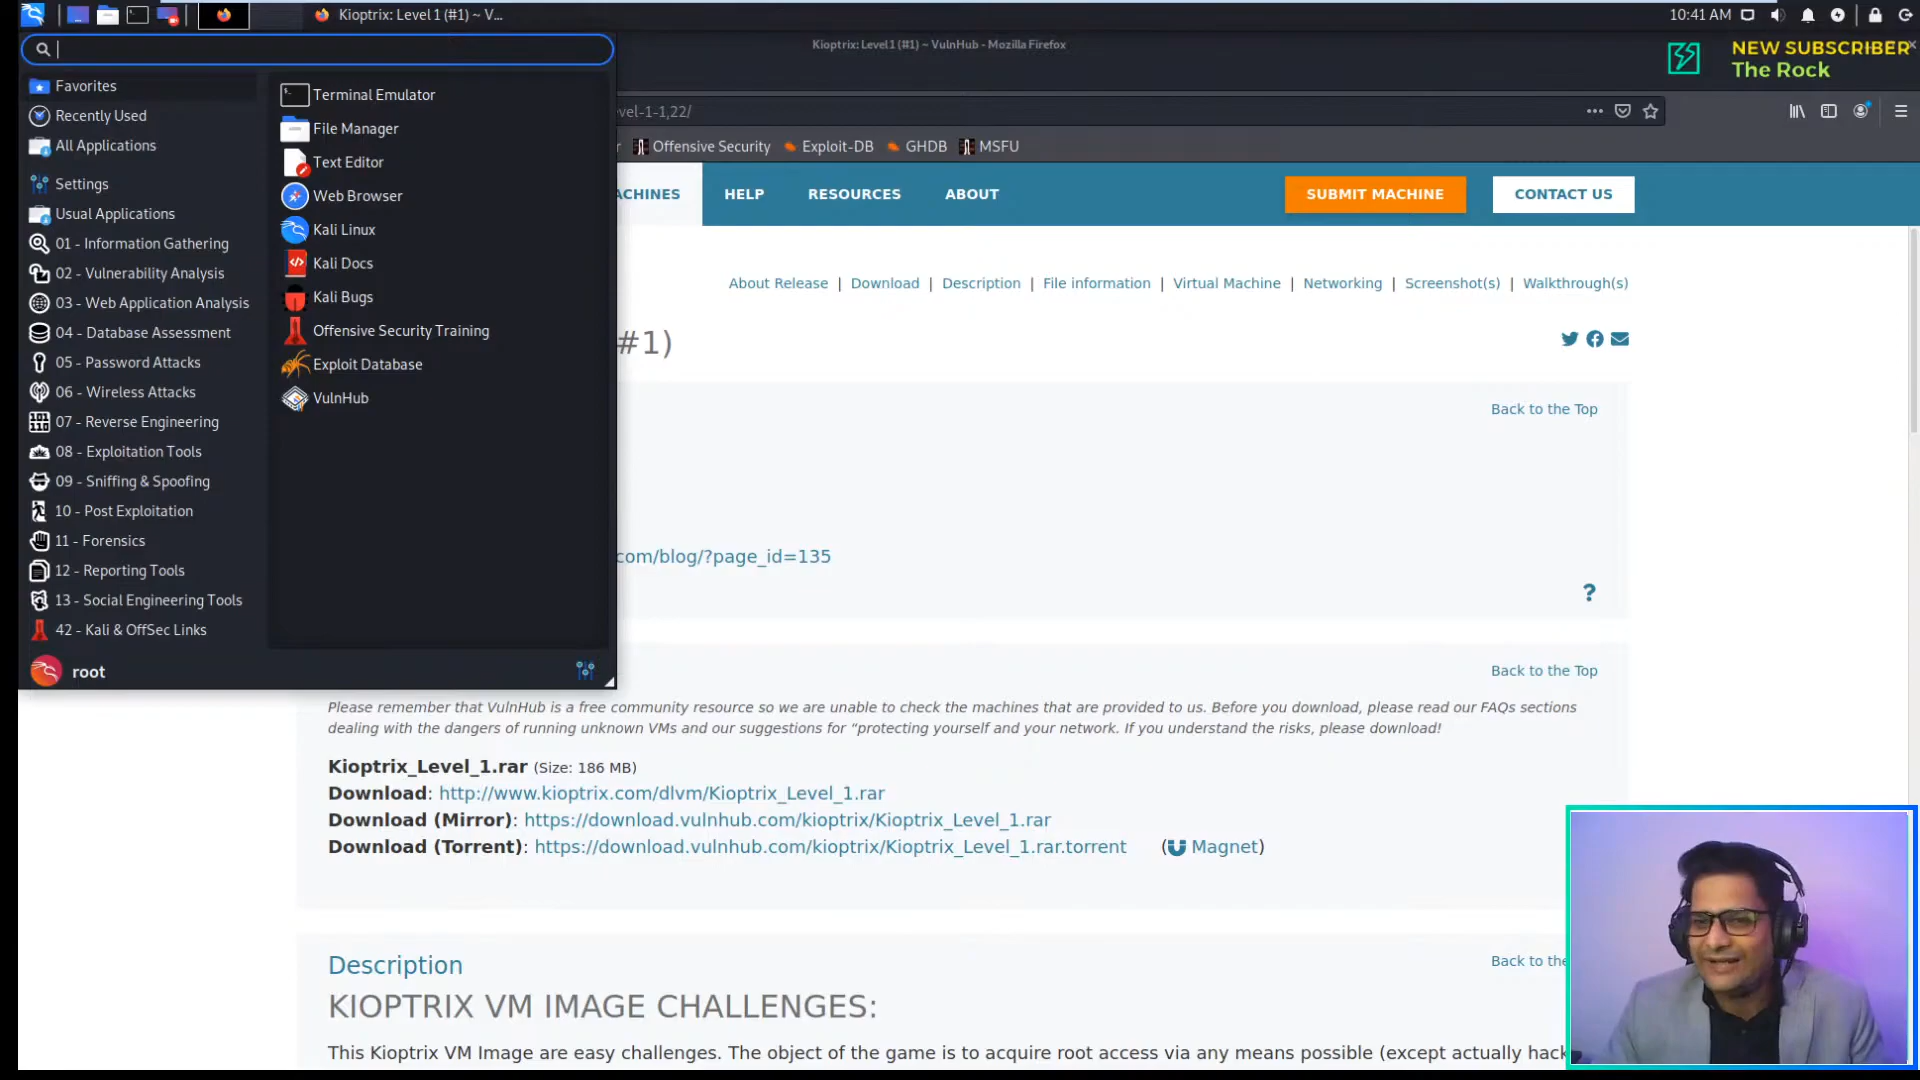 Kioptrix: Level 1 (#1) ~ V...
10:41 AM
Kioptrix: Level 1 (#1) ~ VulnHub - Mozilla Firefox
NEW SUBSCRIBER
The Rock
Favorites
Recently Used
All Applications
Settings
Usual Applications
01 - Information Gathering
02 - Vulnerability Analysis
03 - Web Application Analysis
04 - Database Assessment
05 - Password Attacks
06 - Wireless Attacks
07 - Reverse Engineering
08 - Exploitation Tools
09 - Sniffing & Spoofing
10 - Post Exploitation
11 - Forensics
12 - Reporting Tools
13 - Social Engineering Tools
42 - Kali & OffSec Links
root
Terminal Emulator
File Manager
Text Editor
Web Browser
Kali Linux
Kali Docs
Kali Bugs
Offensive Security Training
Exploit Database
VulnHub
vel-1-1,22/
r Offensive Security Exploit-DB GHDB MSFU
ACHINES HELP RESOURCES ABOUT SUBMIT MACHINE CONTACT US
About Release | Download | Description | File information | Virtual Machine | Networking | Screenshot(s) | Walkthrough(s)
#1)
Back to the Top
com/blog/?page_id=135
?
Back to the Top
Please remember that VulnHub is a free community resource so we are unable to check the machines that are provided to us. Before you download, please read our FAQs sections
dealing with the dangers of running unknown VMs and our suggestions for “protecting yourself and your network. If you understand the risks, please download!
Kioptrix_Level_1.rar (Size: 186 MB)
Download: http://www.kioptrix.com/dlvm/Kioptrix_Level_1.rar
Download (Mirror): https://download.vulnhub.com/kioptrix/Kioptrix_Level_1.rar
Download (Torrent): https://download.vulnhub.com/kioptrix/Kioptrix_Level_1.rar.torrent (Magnet)
Description
Back to the
KIOPTRIX VM IMAGE CHALLENGES:
This Kioptrix VM Image are easy challenges. The object of the game is to acquire root access via any means possible (except actually hack